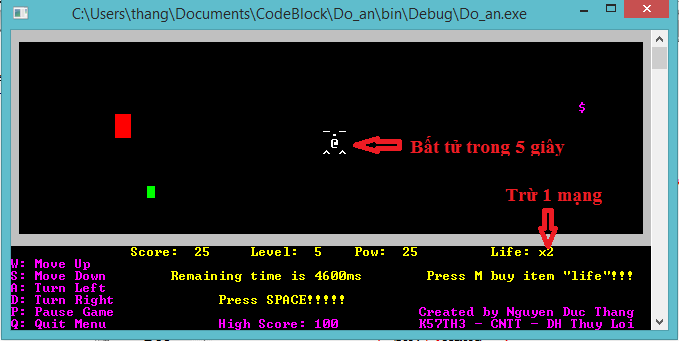 C:\Users\thang\Documents\CodeBlock\Do_an\bin\Debug\Do_an.exe
$
@
Bất tử trong 5 giây
Trừ 1 mạng
Score: 25 Level: 5 Pow: 25 Life: x2
W: Move Up
S: Move Down Remaining time is 4600ms Press M buy item "life"!!!
A: Turn Left
D: Turn Right Press SPACE!!!!!
P: Pause Game Created by Nguyen Duc Thang
Q: Quit Menu High Score: 100 K57TH3 - CNTT - DH Thuy Loi